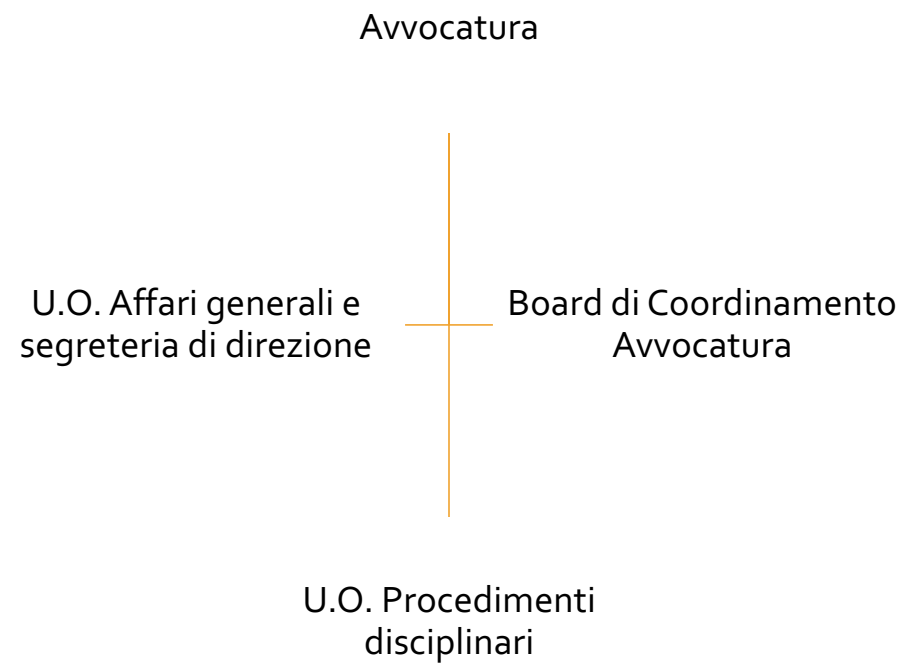 Avvocatura
U.O. Affari generali e
segreteria di direzione
Board di Coordinamento
Avvocatura
U.O. Procedimenti
disciplinari